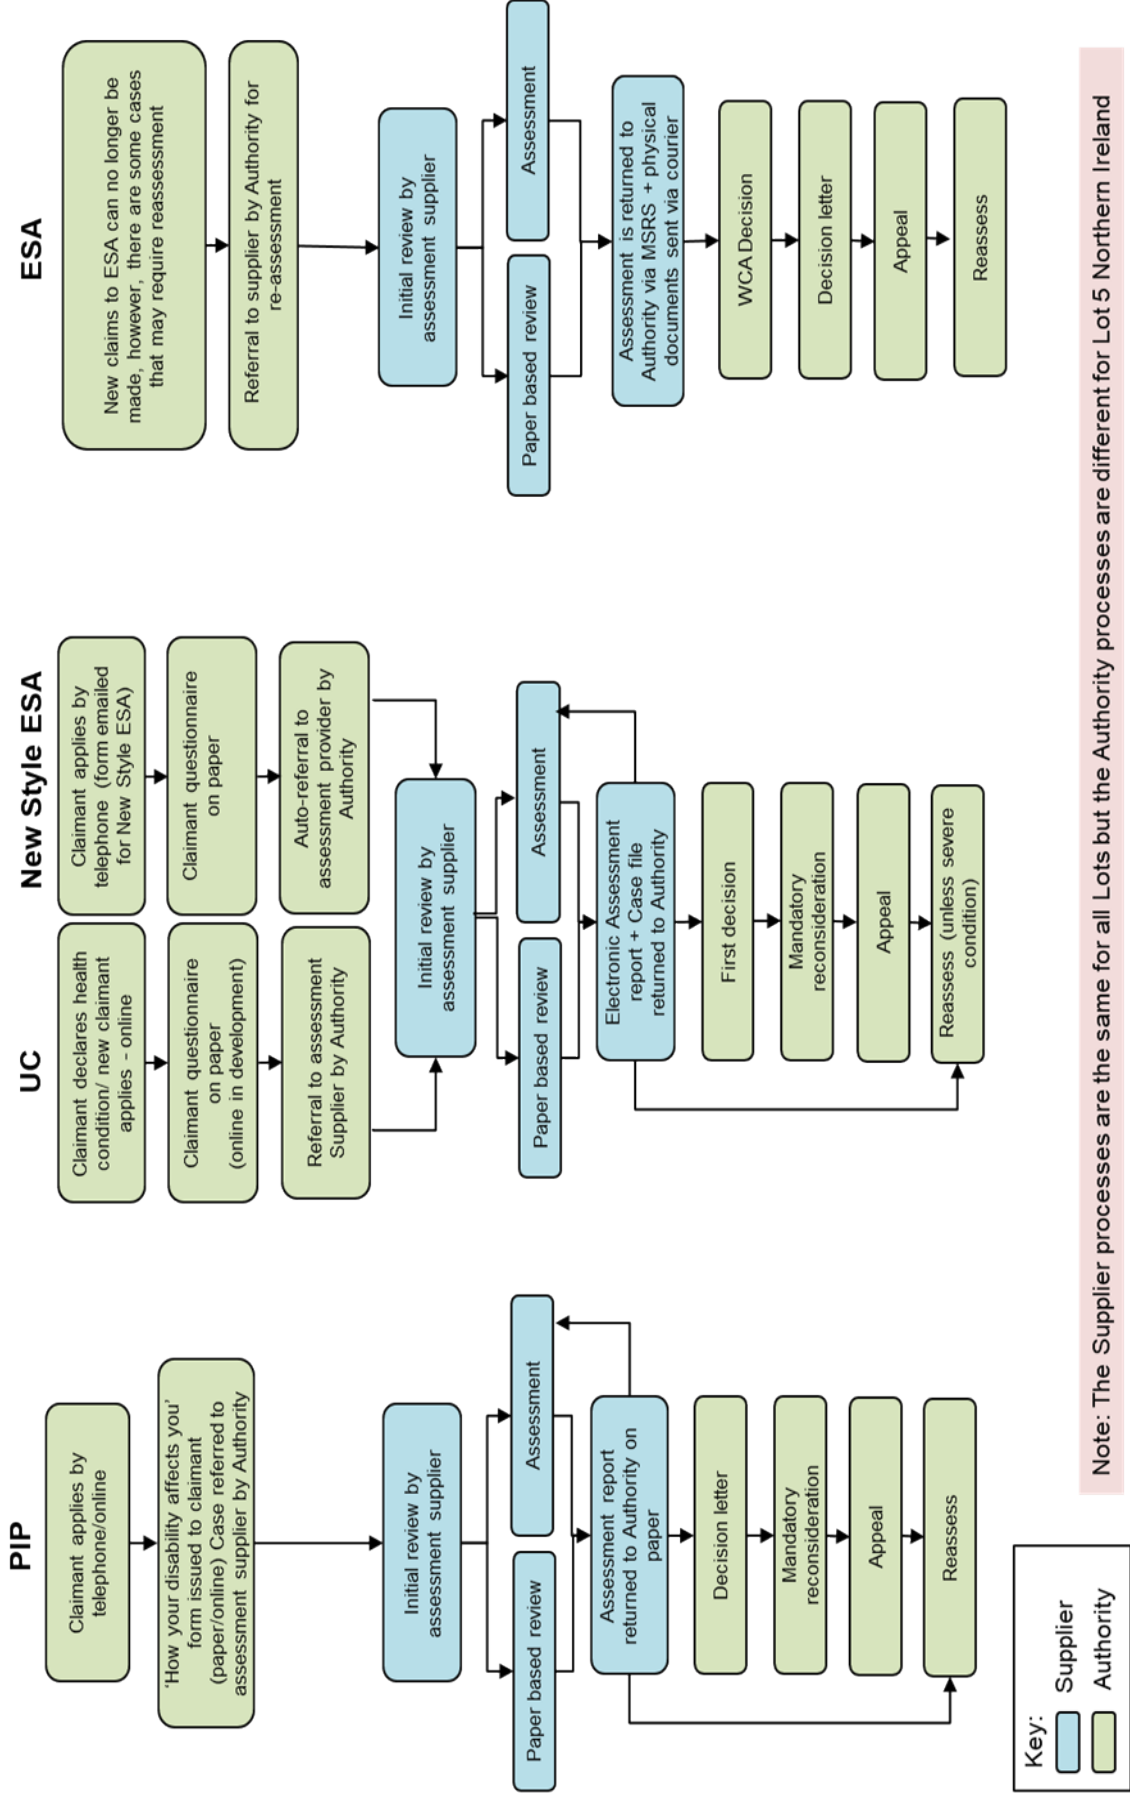 PIP
Claimant applies by
telephone/online
'How your disability affects you'
form issued to claimant
(paper/online) Case referred to
assessment supplier by Authority
Initial review by
assessment supplier
Paper based review
Assessment
Assessment report
returned to Authority on
paper
Decision letter
Mandatory
reconsideration
Appeal
Reassess
UC
New Style ESA
Claimant declares health
condition/ new claimant
applies - online
Claimant questionnaire
on paper
(online in development)
Referral to assessment
Supplier by Authority
Claimant applies by
telephone (form emailed
for New Style ESA)
Claimant questionnaire
on paper
Auto-referral to
assessment provider by
Authority
Initial review by
assessment supplier
Paper based review
Assessment
Electronic Assessment
report + Case file
returned to Authority
First decision
Mandatory
reconsideration
Appeal
Reassess (unless severe
condition)
ESA
New claims to ESA can no longer be
made, however, there are some cases
that may require reassessment
Referral to supplier by Authority for
re-assessment
Initial review by
assessment supplier
Paper based review
Assessment
Assessment is returned to
Authority via MSRS + physical
documents sent via courier
WCA Decision
Decision letter
Appeal
Reassess
Key:
Supplier
Authority
Note: The Supplier processes are the same for all Lots but the Authority processes are different for Lot 5 Northern Ireland